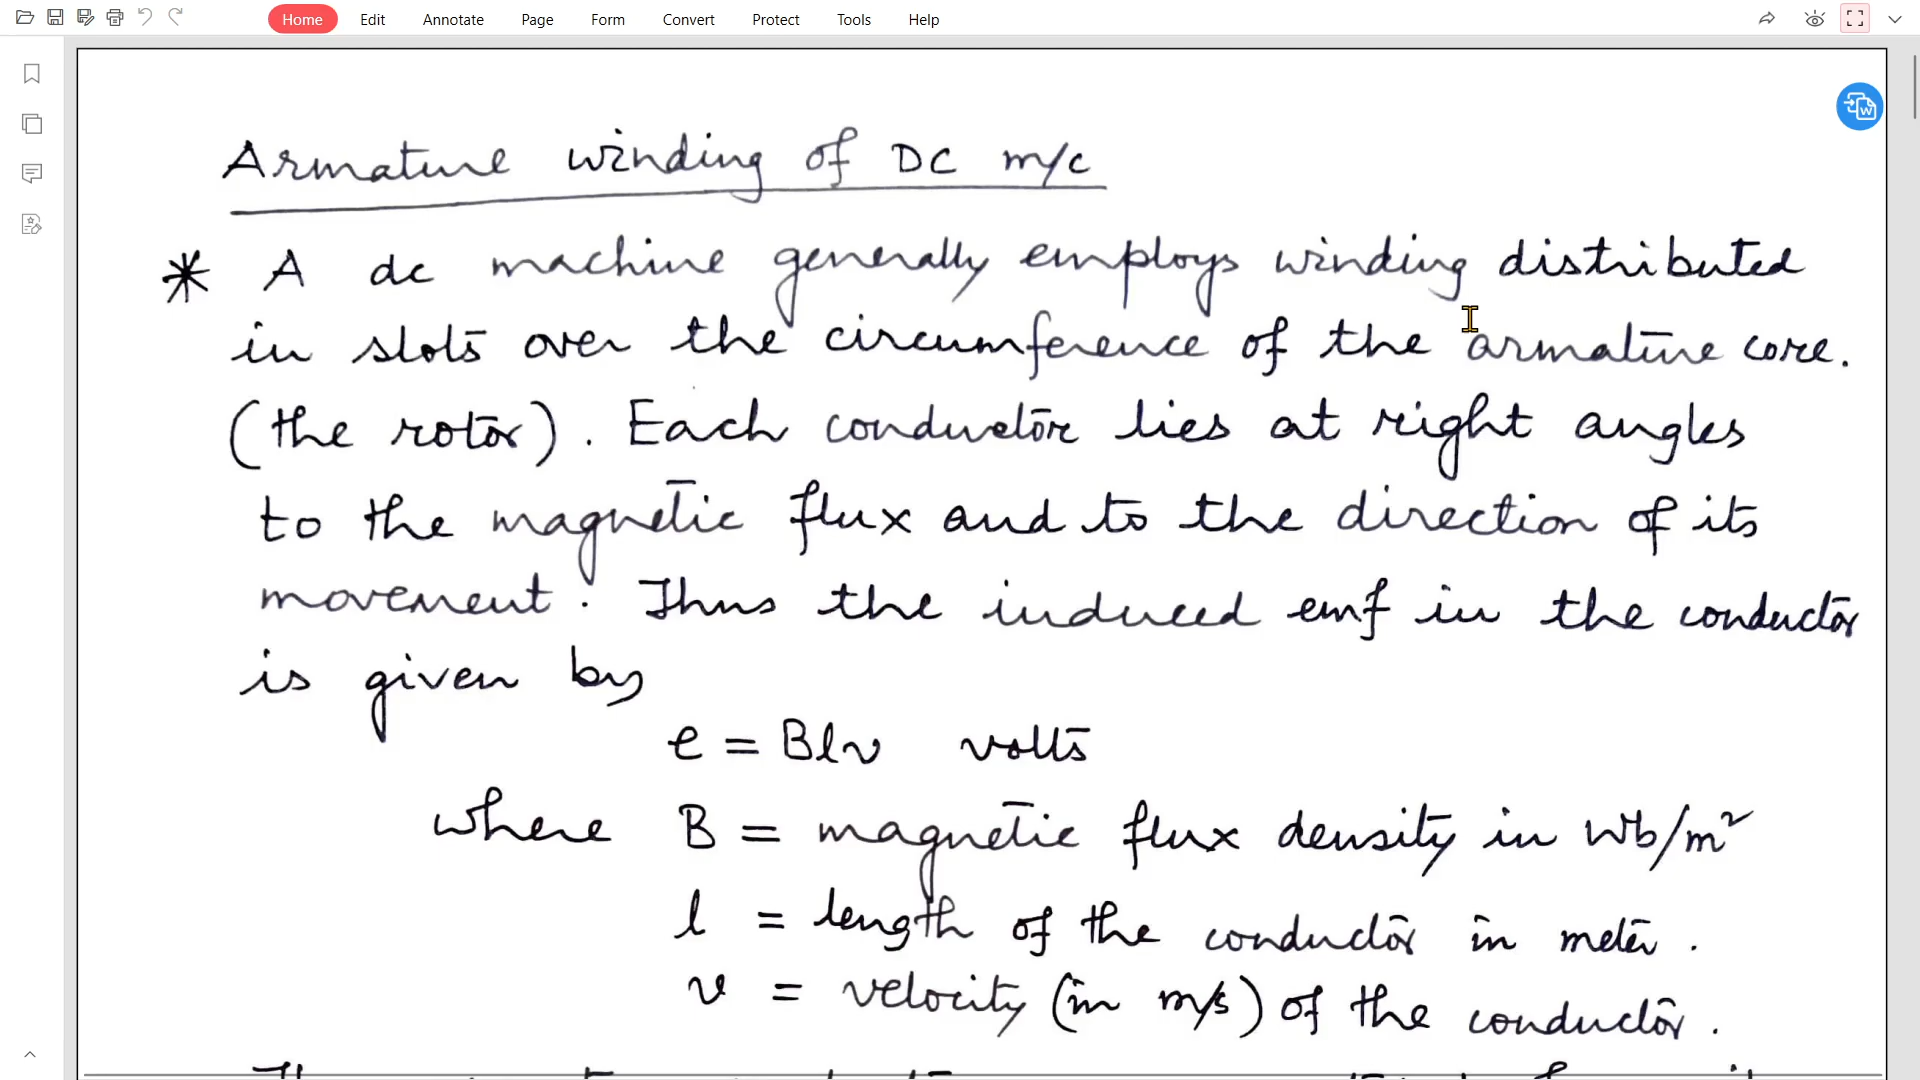 Home Edit Annotate Page Form Convert Protect Tools Help
Armature winding of DC m/c
* A dc machine generally employs winding distributed
in slots over the circumference of the armature core.
(the rotor). Each conductor lies at right angles
to the magnetic flux and to the direction of its
movement. Thus the induced emf in the conductor
is given by
e = Blv volts
where B = magnetic flux density in Wb/m²
l = length of the conductor in meter.
v = velocity (in m/s) of the conductor.